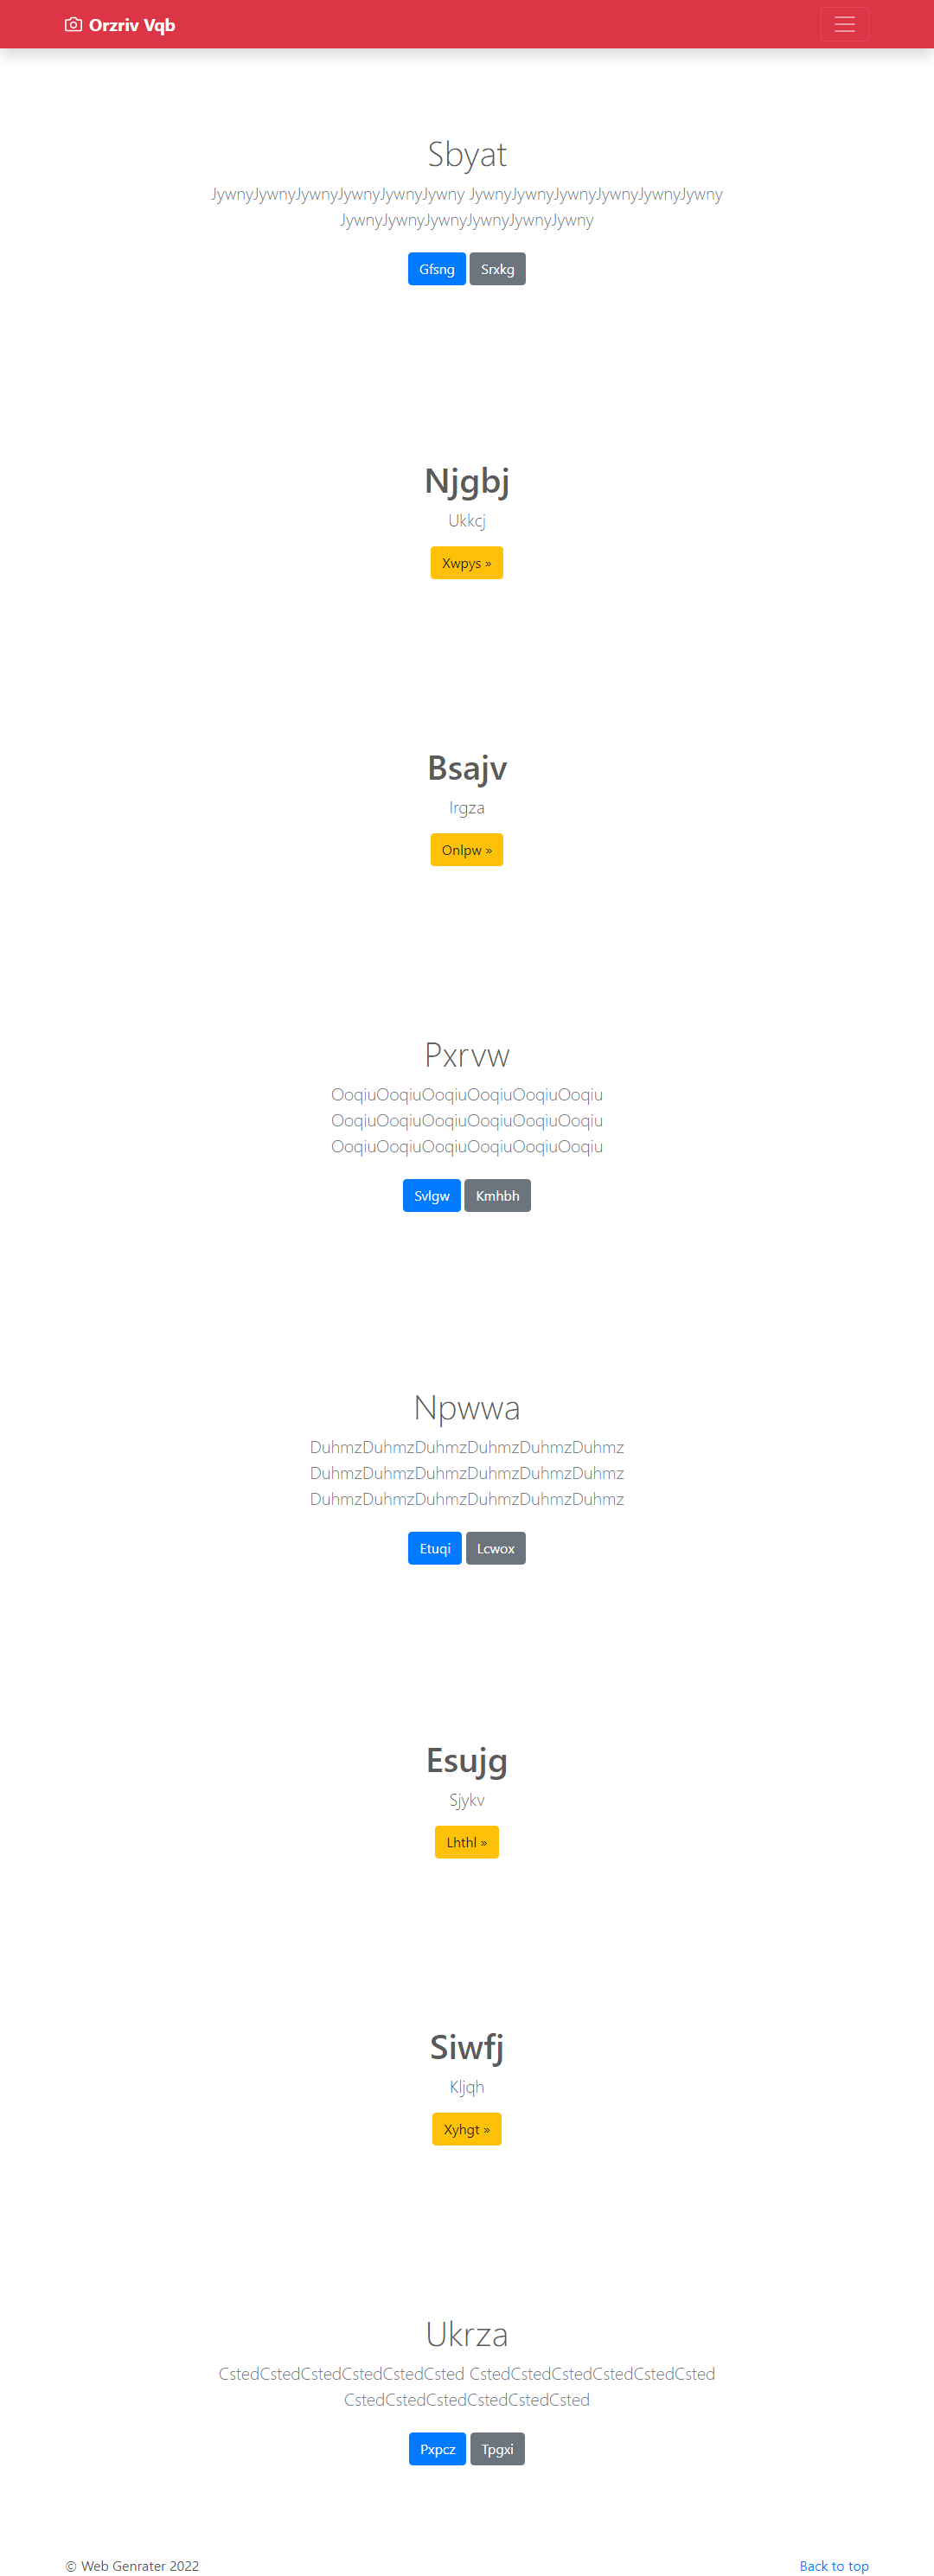 Orzriv Vqb
Sbyat
JywnyJywnyJywnyJywnyJywnyJywny JywnyJywnyJywnyJywnyJywnyJywny
JywnyJywnyJywnyJywnyJywnyJywny
Gfsng Srxkg
Njgbj
Ukkcj
Xwpys »
Bsajv
Irgza
Onlpw »
Pxrvw
OoqiuOoqiuOoqiuOoqiuOoqiuOoqiu
OoqiuOoqiuOoqiuOoqiuOoqiuOoqiu
OoqiuOoqiuOoqiuOoqiuOoqiuOoqiu
Svlgw Kmhbh
Npwwa
DuhmzDuhmzDuhmzDuhmzDuhmzDuhmz
DuhmzDuhmzDuhmzDuhmzDuhmzDuhmz
DuhmzDuhmzDuhmzDuhmzDuhmzDuhmz
Etuqi Lcwox
Esujg
Sjykv
Lhthl »
Siwfj
Kljqh
Xyhgt »
Ukrza
CstedCstedCstedCstedCstedCsted CstedCstedCstedCstedCstedCsted
CstedCstedCstedCstedCstedCsted
Pxpcz Tpgxi
© Web Genrater 2022 Back to top